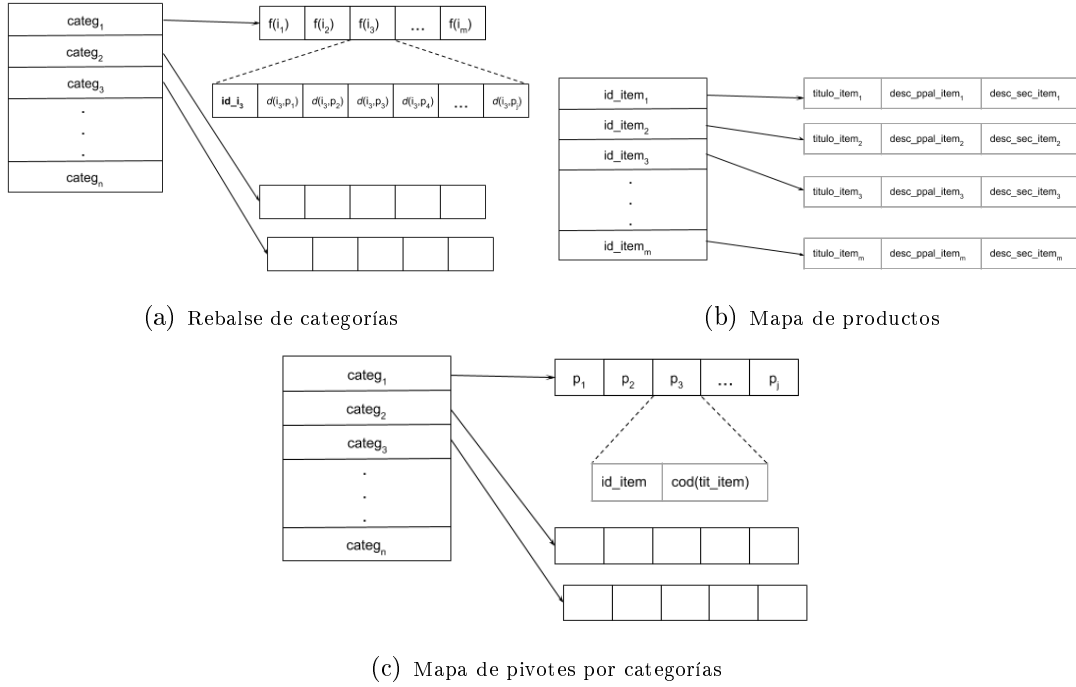 categ₁
categ₂
categ₃
.
.
.
categₙ
f(i₁) f(i₂) f(i₃) ... f(iₘ)
id_i₃ d(i₃,p₁) d(i₃,p₂) d(i₃,p₃) d(i₃,p₄) ... d(i₃,pⱼ)
(a) Rebalse de categorías
id_item₁
id_item₂
id_item₃
.
.
.
id_itemₘ
titulo_item₁ desc_ppal_item₁ desc_sec_item₁
titulo_item₂ desc_ppal_item₂ desc_sec_item₂
titulo_item₃ desc_ppal_item₃ desc_sec_item₃
titulo_itemₘ desc_ppal_itemₘ desc_sec_itemₘ
(b) Mapa de productos
categ₁
categ₂
categ₃
.
.
.
categₙ
p₁ p₂ p₃ ... pⱼ
id_item cod(tit_item)
(c) Mapa de pivotes por categorías